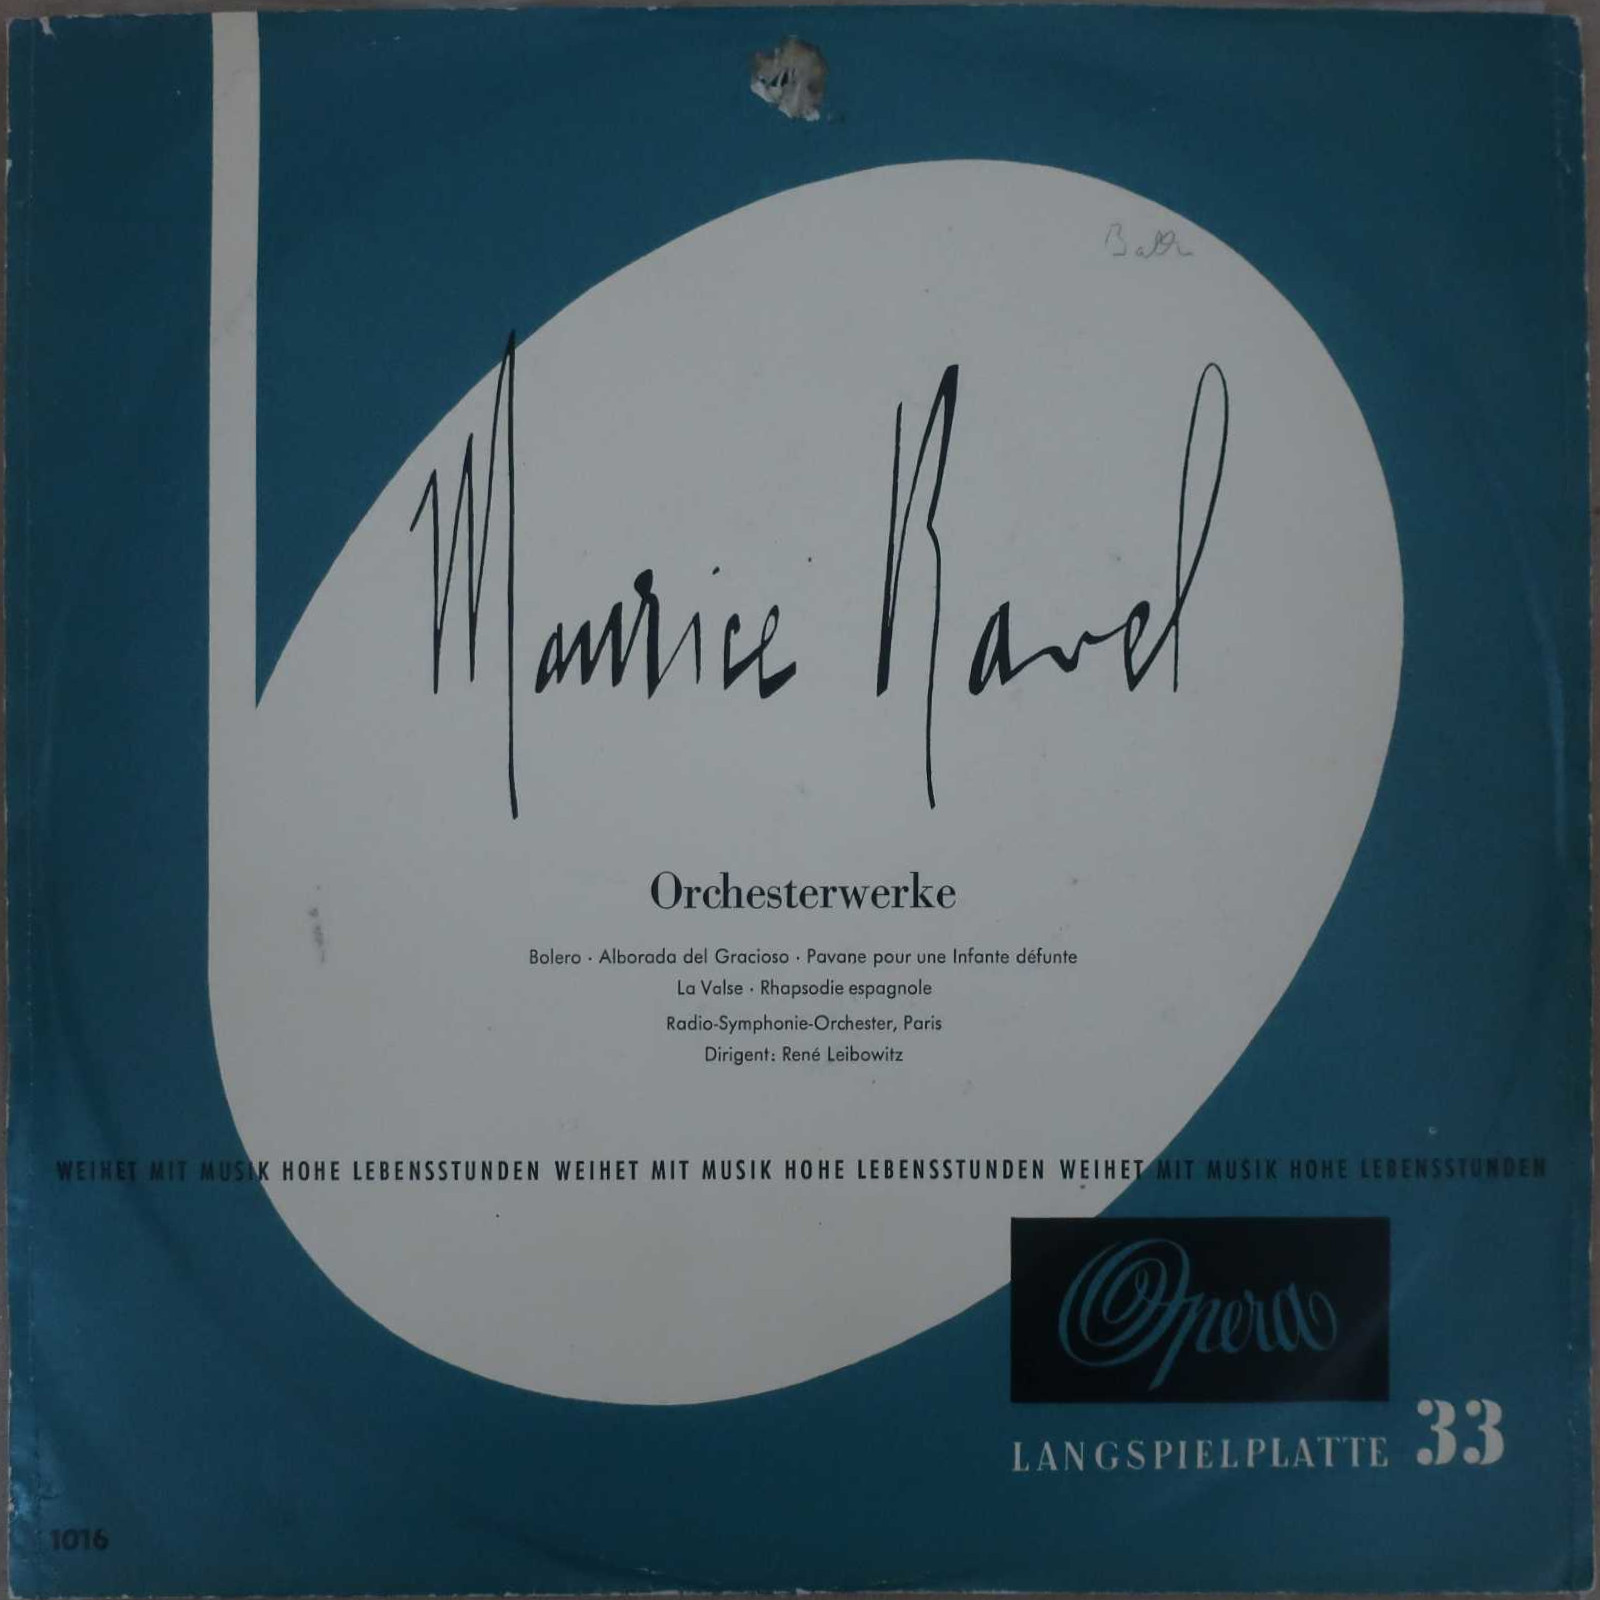 Maurice Ravel
Orchesterwerke
Bolero · Alborada del Gracioso · Pavane pour une Infante défunte
La Valse · Rhapsodie espagnole
Radio-Symphonie-Orchester, Paris
Dirigent: René Leibowitz
WEIHET MIT MUSIK HOHE LEBENSSTUNDEN WEIHET MIT MUSIK HOHE LEBENSSTUNDEN WEIHET MIT MUSIK HOHE LEBENSSTUNDEN
Opera
LANGSPIELPLATTE 33
1016